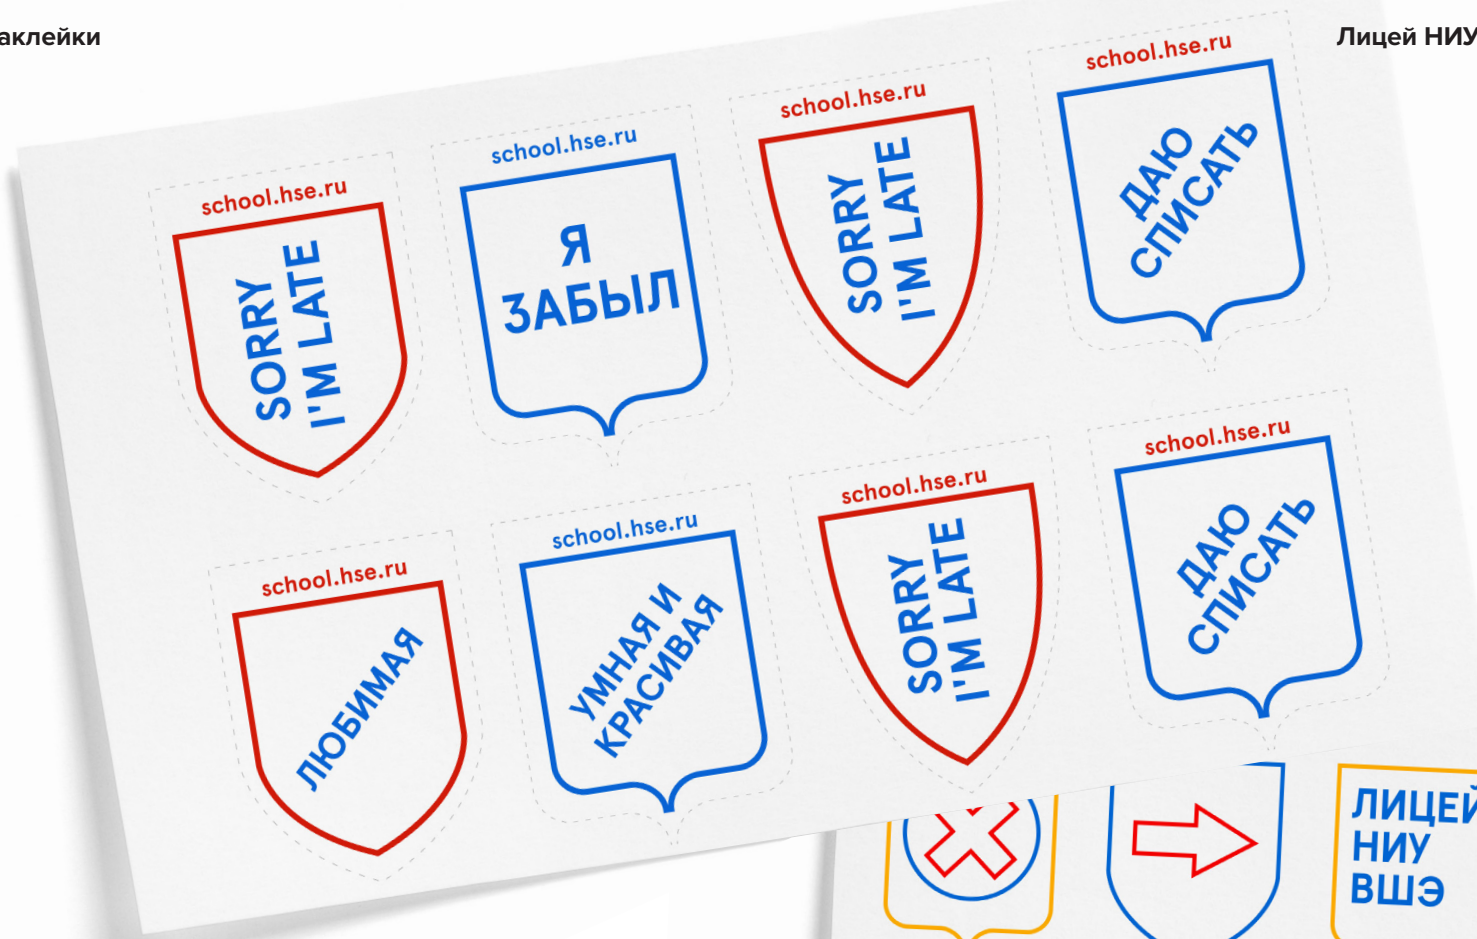 аклейки
Лицей НИУ
school.hse.ru
SORRY
I'M LATE
school.hse.ru
Я
ЗАБЫЛ
school.hse.ru
SORRY
I'M LATE
school.hse.ru
ДАЮ
СПИСАТЬ
school.hse.ru
ЛЮБИМАЯ
school.hse.ru
УМНАЯ И
КРАСИВАЯ
school.hse.ru
SORRY
I'M LATE
school.hse.ru
ДАЮ
СПИСАТЬ
ЛИЦЕЙ
НИУ
ВШЭ